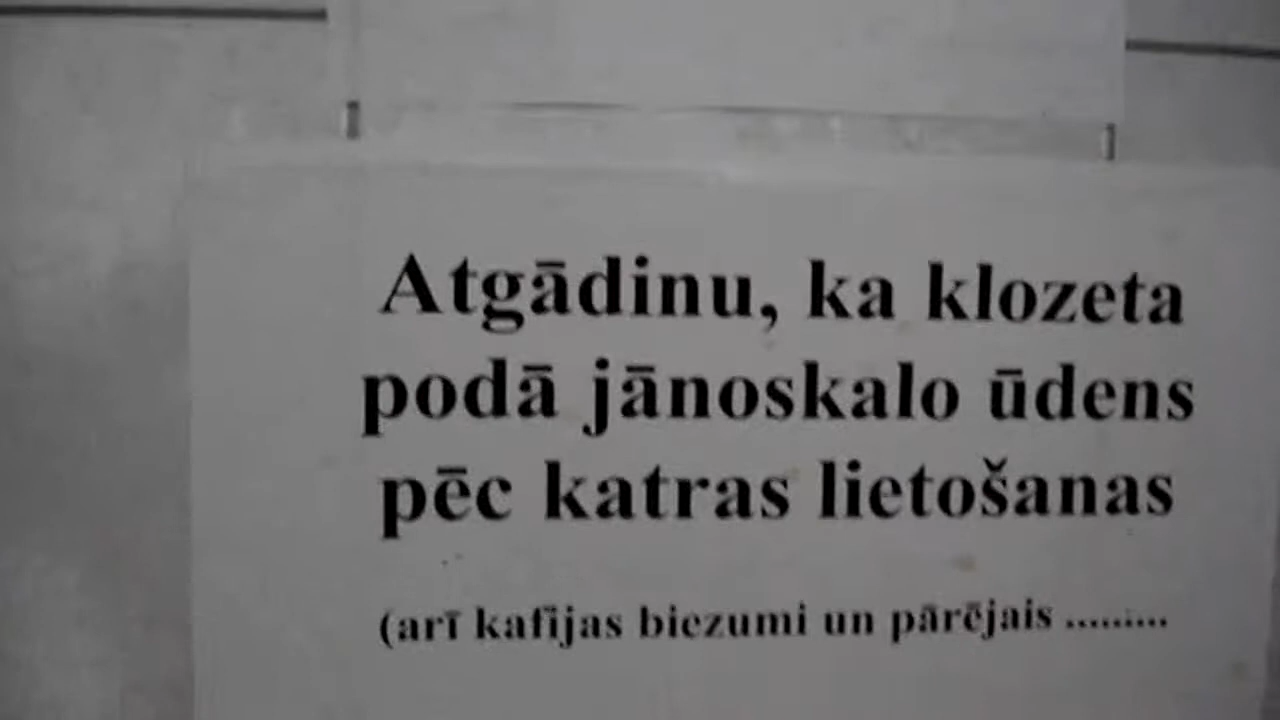 Atgādinu, ka klozeta
podā jānoskalo ūdens
pēc katras lietošanas
(arī kafijas biezumi un pārējais .........